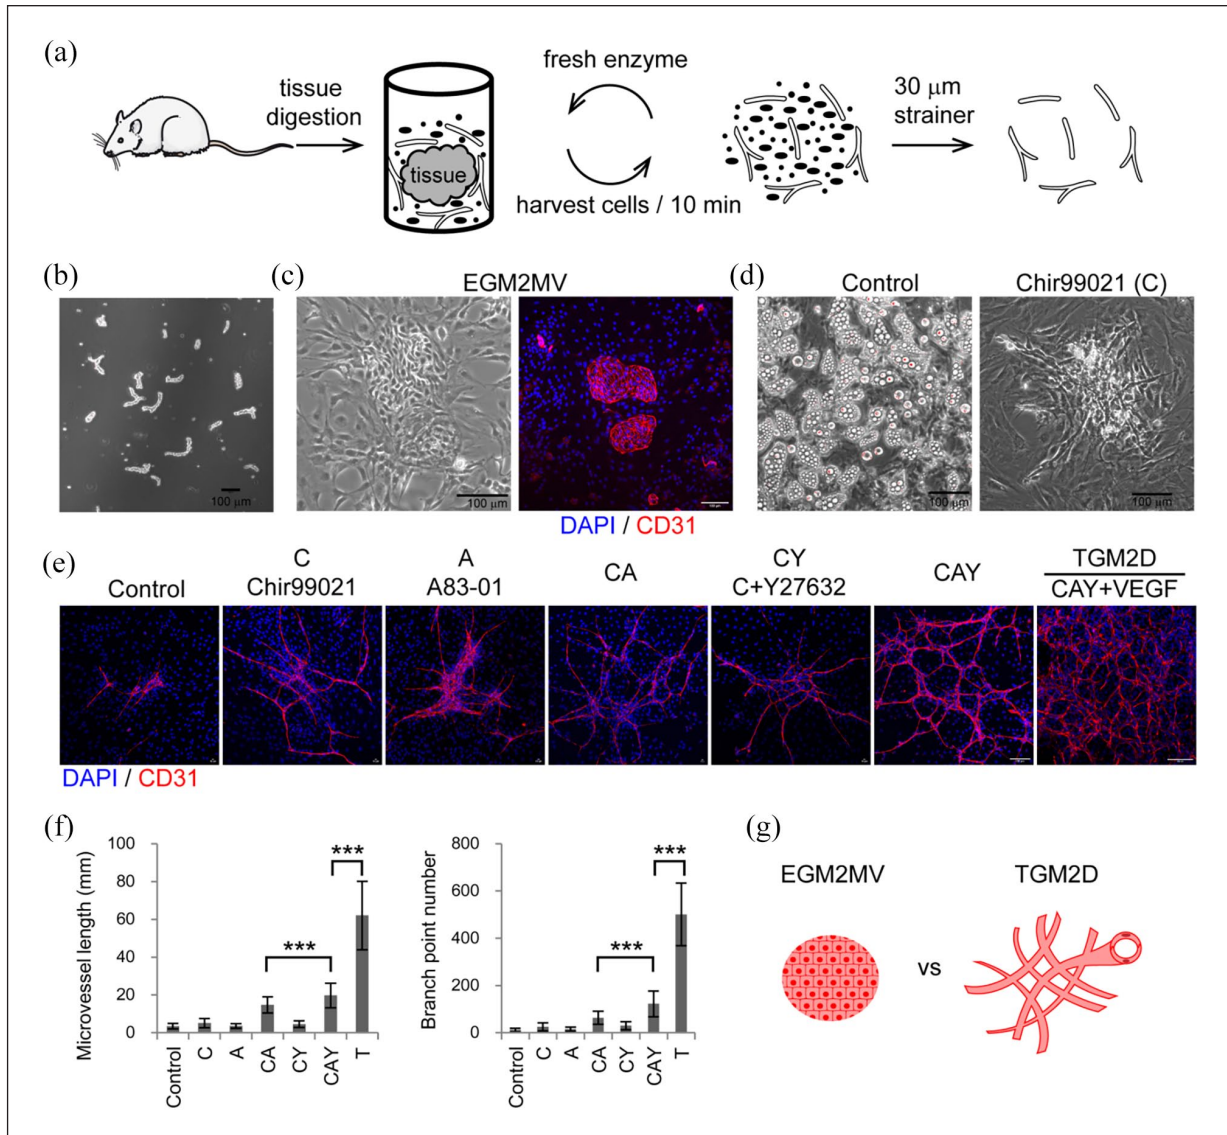 (a)
tissue
digestion
tissue
fresh enzyme
harvest cells / 10 min
30 μm
strainer
(b)
100 μm
(c)
EGM2MV
100 μm
DAPI / CD31
(d)
Control
Chir99021 (C)
100 μm
100 μm
(e)
Control
C
Chir99021
A
A83-01
CA
CY
C+Y27632
CAY
TGM2D
CAY+VEGF
DAPI / CD31
(f)
Microvessel length (mm)
100
80
60
40
20
0
***
***
Control
C
A
CA
CY
CAY
T
Branch point number
800
600
400
200
0
***
***
Control
C
A
CA
CY
CAY
T
(g)
EGM2MV
vs
TGM2D